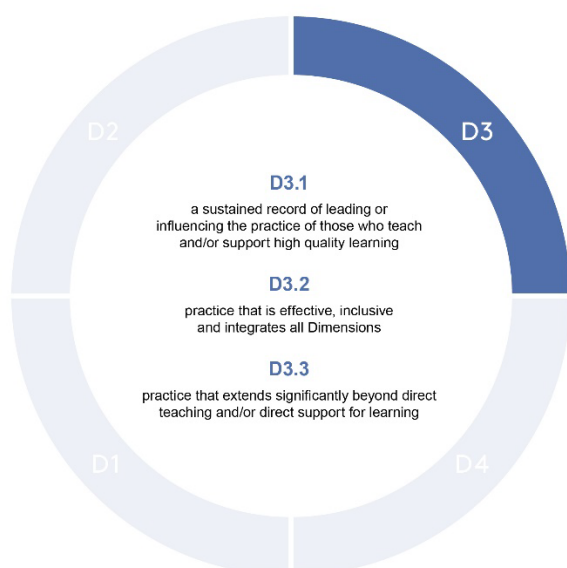 D2
D3
D3.1
a sustained record of leading or
influencing the practice of those who teach
and/or support high quality learning
D3.2
practice that is effective, inclusive
and integrates all Dimensions
D3.3
practice that extends significantly beyond direct
teaching and/or direct support for learning
D1
D4